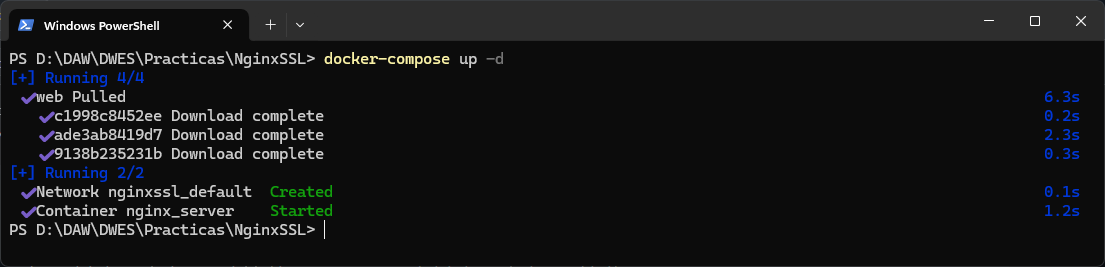 Windows PowerShell
PS D:\DAW\DWES\Practicas\NginxSSL> docker-compose up -d
[+] Running 4/4
✔web Pulled 6.3s
✔c1998c8452ee Download complete 0.2s
✔ade3ab8419d7 Download complete 2.3s
✔9138b235231b Download complete 0.3s
[+] Running 2/2
✔Network nginxssl_default Created 0.1s
✔Container nginx_server Started 1.2s
PS D:\DAW\DWES\Practicas\NginxSSL>